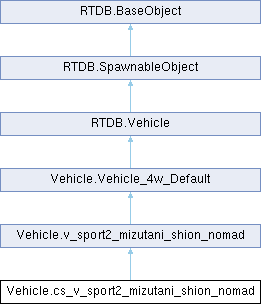 RTDB.BaseObject
RTDB.SpawnableObject
RTDB.Vehicle
Vehicle.Vehicle_4w_Default
Vehicle.v_sport2_mizutani_shion_nomad
Vehicle.cs_v_sport2_mizutani_shion_nomad